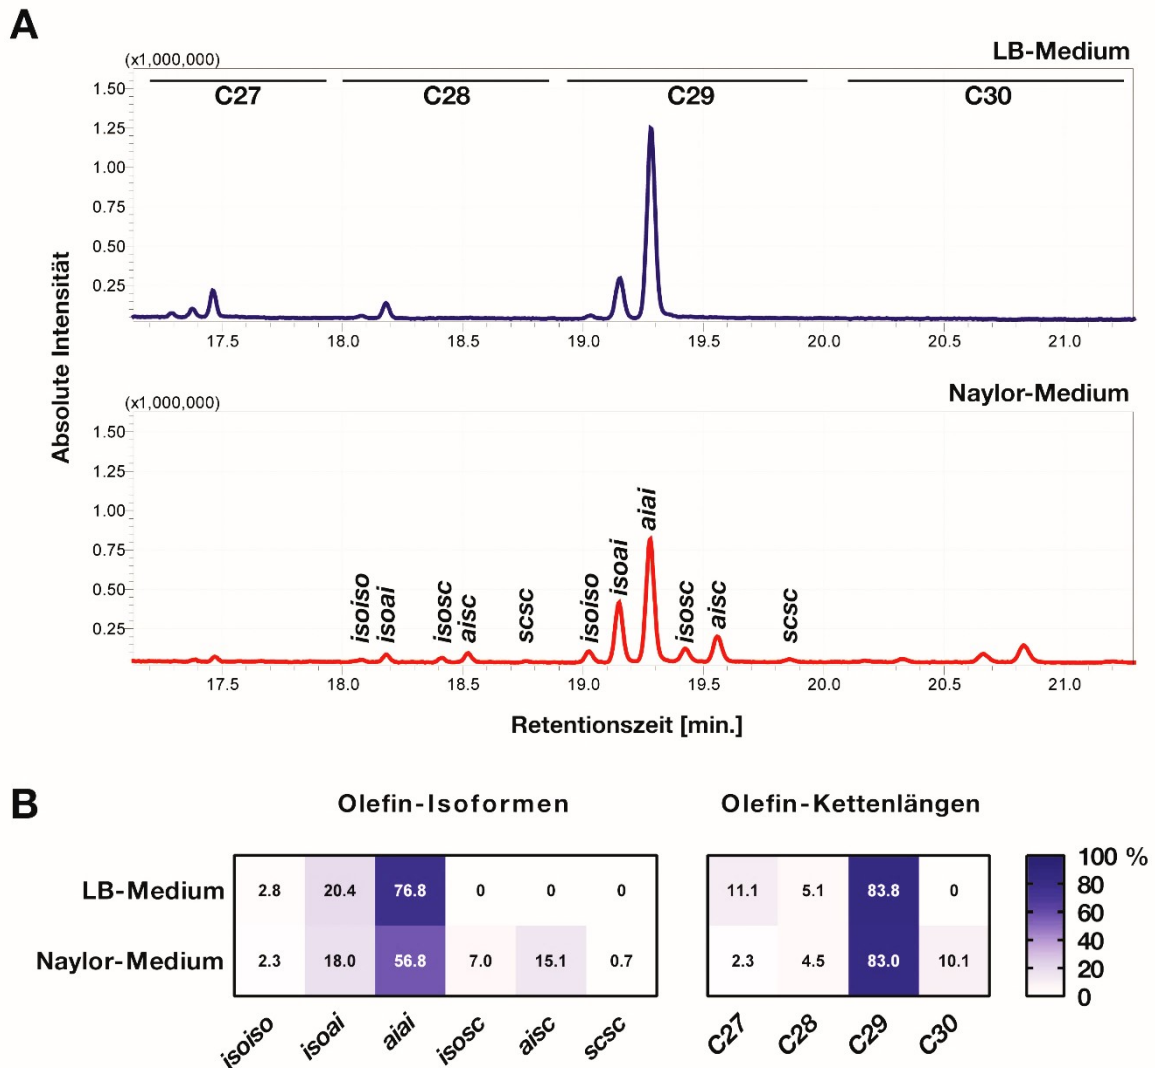 A
LB-Medium
(x1,000,000)
C27 C28 C29 C30
1.50
1.25
1.00
0.75
0.50
0.25
17.5 18.0 18.5 19.0 19.5 20.0 20.5 21.0
Absolute Intensität
Naylor-Medium
(x1,000,000)
1.50
1.25
1.00
0.75
0.50
0.25
isoiso isoai isosc aisc scsc isoiso isoai aiai isosc aisc scsc
17.5 18.0 18.5 19.0 19.5 20.0 20.5 21.0
Retentionszeit [min.]
B
Olefin-Isoformen Olefin-Kettenlängen
LB-Medium 2.8 20.4 76.8 0 0 0 11.1 5.1 83.8 0
Naylor-Medium 2.3 18.0 56.8 7.0 15.1 0.7 2.3 4.5 83.0 10.1
isoiso isoai aiai isosc aisc scsc C27 C28 C29 C30
100 %
80
60
40
20
0